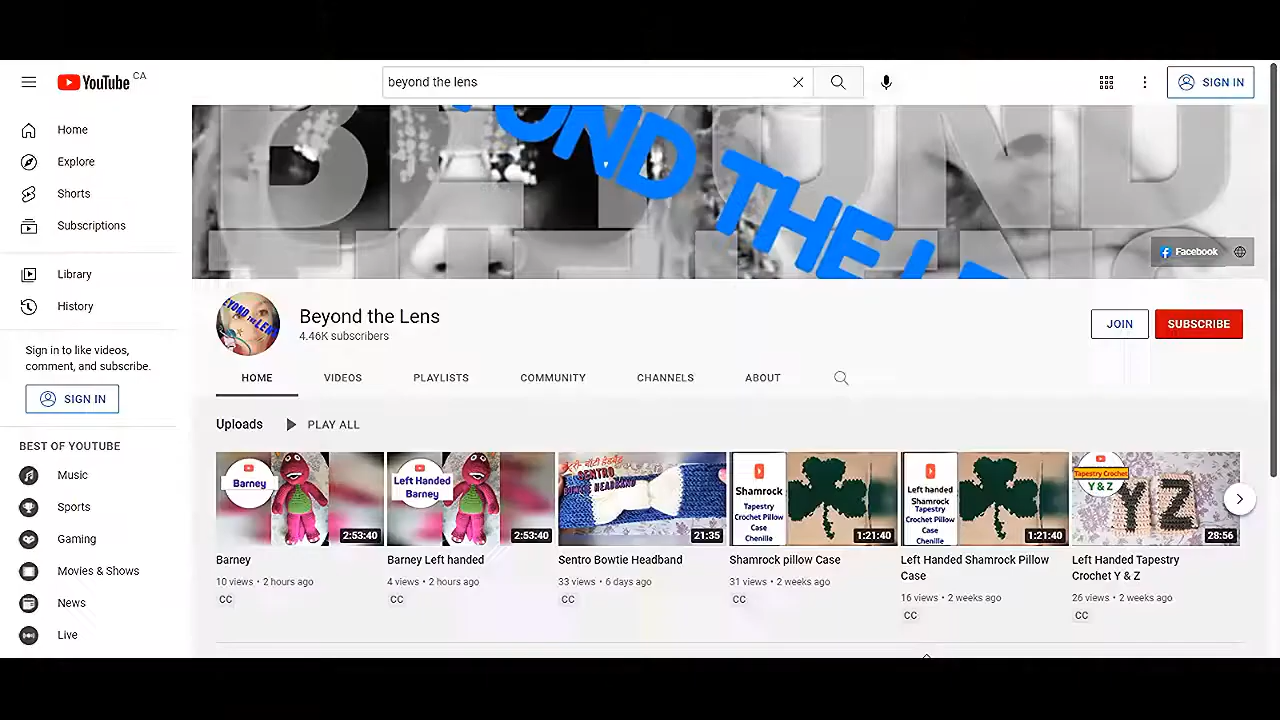 YouTube CA
beyond the lens
SIGN IN
Home
Explore
Shorts
Subscriptions
Library
History
Sign in to like videos,
comment, and subscribe.
SIGN IN
BEST OF YOUTUBE
Music
Sports
Gaming
Movies & Shows
News
Live
BEYOND
OND THE LE
Facebook
Beyond the Lens
4.46K subscribers
JOIN
SUBSCRIBE
HOME
VIDEOS
PLAYLISTS
COMMUNITY
CHANNELS
ABOUT
Uploads
PLAY ALL
Barney
2:53:40
Barney
10 views • 2 hours ago
CC
Left Handed
Barney
2:53:40
Barney Left handed
4 views • 2 hours ago
CC
SENTRO
BOWTIE HEADBAND
21:35
Sentro Bowtie Headband
33 views • 6 days ago
CC
Shamrock
Tapestry
Crochet Pillow
Case
Chenille
1:21:40
Shamrock pillow Case
31 views • 2 weeks ago
CC
Left handed
Shamrock
Tapestry
Crochet Pillow
Case
Chenille
1:21:40
Left Handed Shamrock Pillow
Case
16 views • 2 weeks ago
CC
Tapestry Crochet
Y & Z
YZ
28:56
Left Handed Tapestry
Crochet Y & Z
26 views • 2 weeks ago
CC